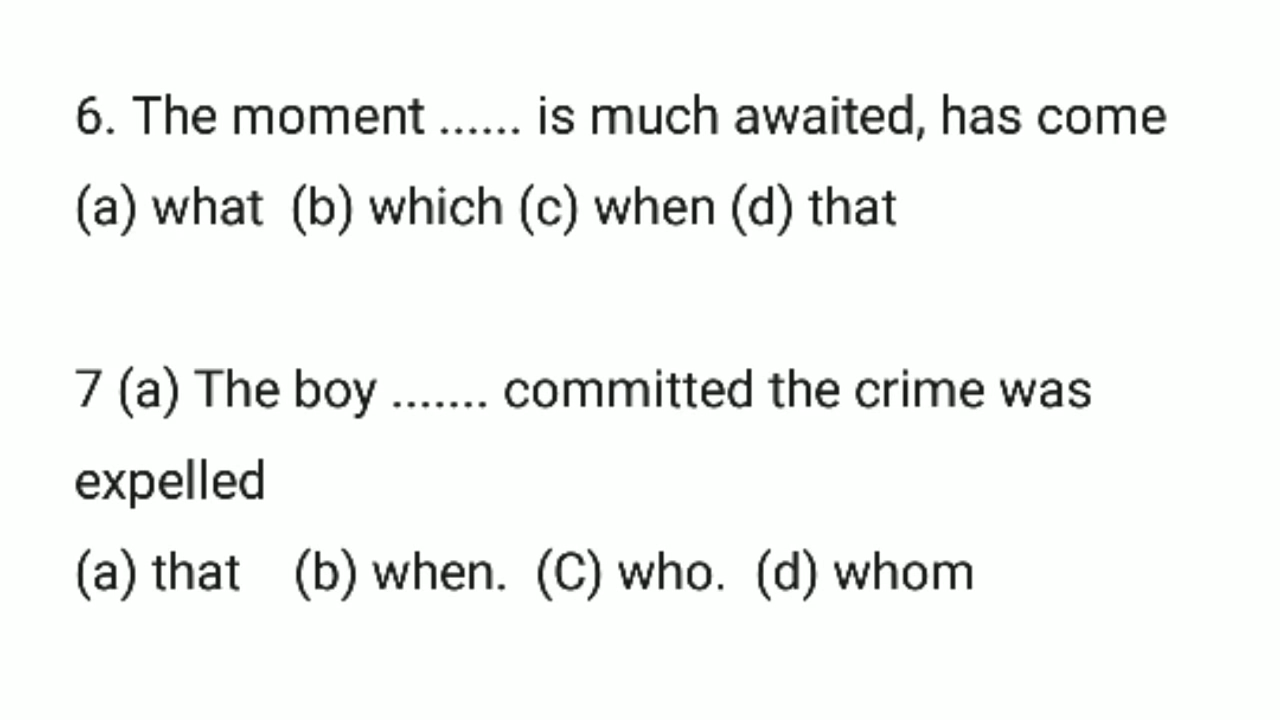 6. The moment ...... is much awaited, has come
(a) what (b) which (c) when (d) that
7 (a) The boy ....... committed the crime was
expelled
(a) that (b) when. (C) who. (d) whom